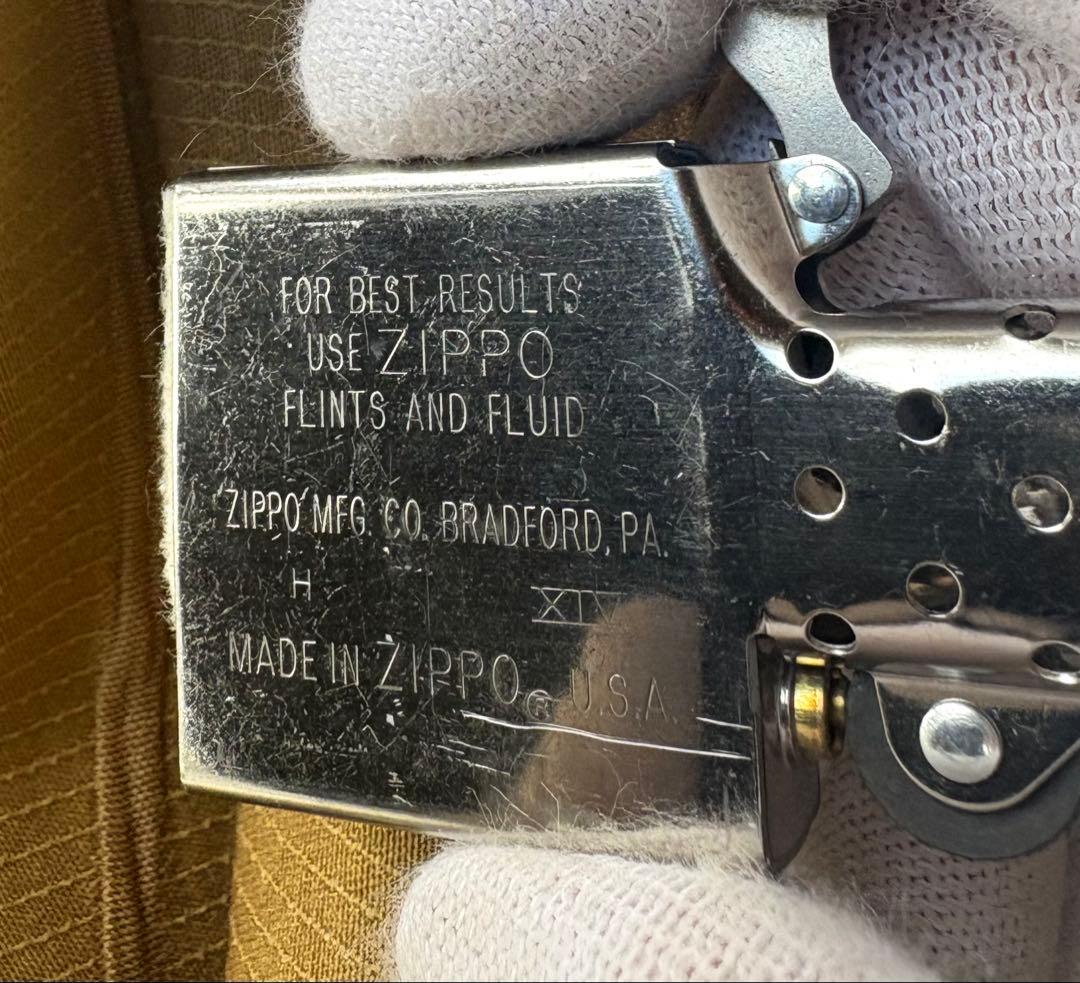 FOR BEST RESULTS
USE ZIPPO
FLINTS AND FLUID
ZIPPO MFG. CO. BRADFORD, PA.
H XIV
MADE IN ZIPPO® U.S.A.